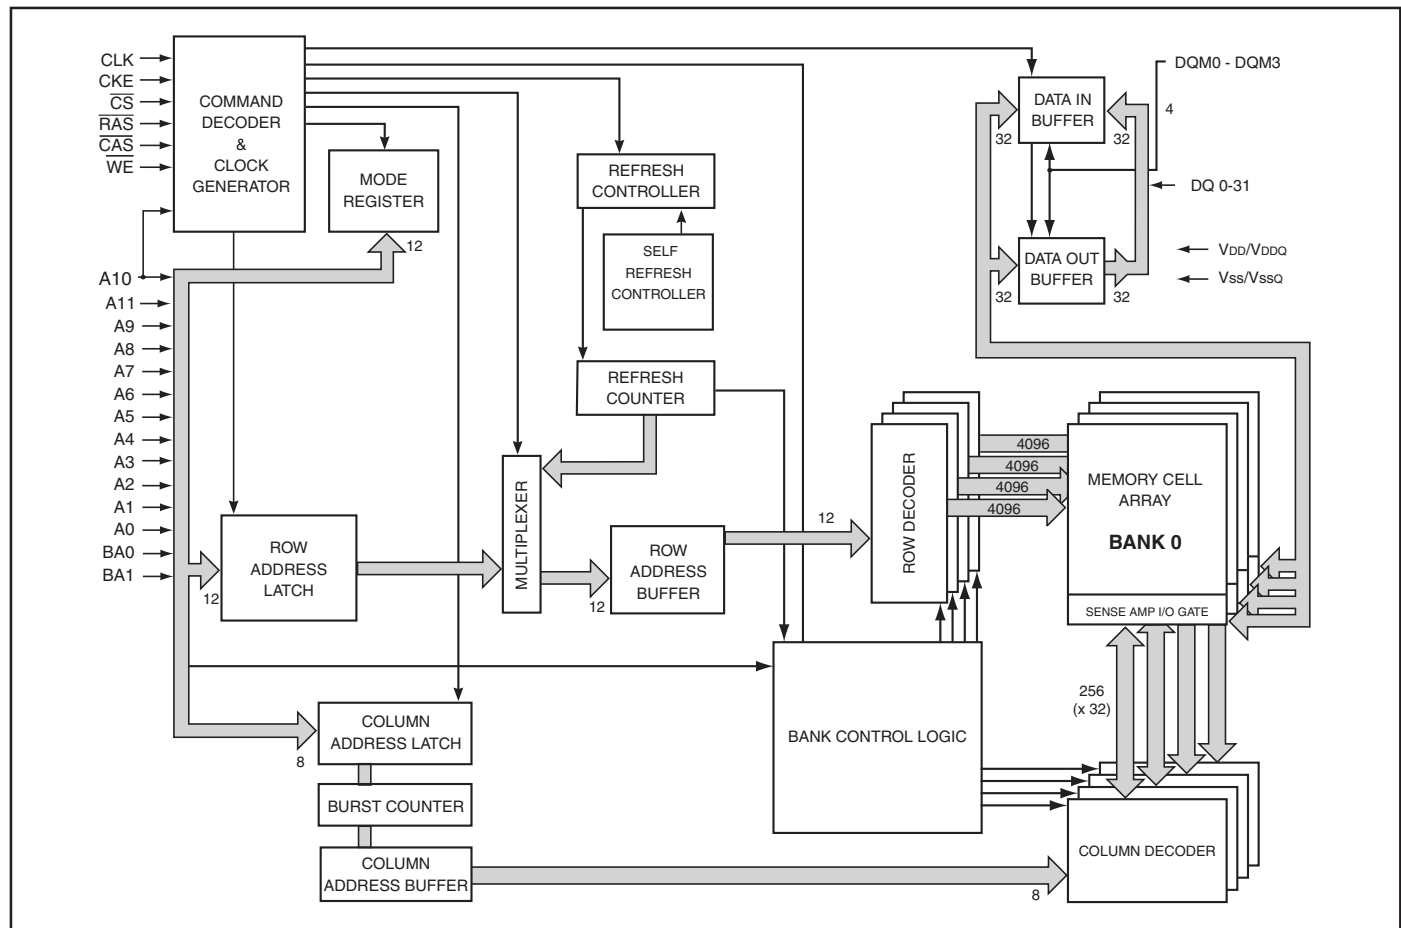 CLK
CKE
CS
RAS
CAS
WE
A10
A11
A9
A8
A7
A6
A5
A4
A3
A2
A1
A0
BA0
BA1
COMMAND
DECODER
&
CLOCK
GENERATOR
MODE
REGISTER
12
REFRESH
CONTROLLER
SELF
REFRESH
CONTROLLER
REFRESH
COUNTER
DATA IN
BUFFER
32
32
DQM0 - DQM3
4
DQ 0-31
DATA OUT
BUFFER
32
32
VDD/VDDQ
Vss/VssQ
12
ROW
ADDRESS
LATCH
MULTIPLEXER
12
ROW
ADDRESS
BUFFER
12
ROW DECODER
4096
4096
4096
4096
MEMORY CELL
ARRAY
BANK 0
SENSE AMP I/O GATE
256
(x 32)
BANK CONTROL LOGIC
8
COLUMN
ADDRESS LATCH
BURST COUNTER
COLUMN
ADDRESS BUFFER
8
COLUMN DECODER